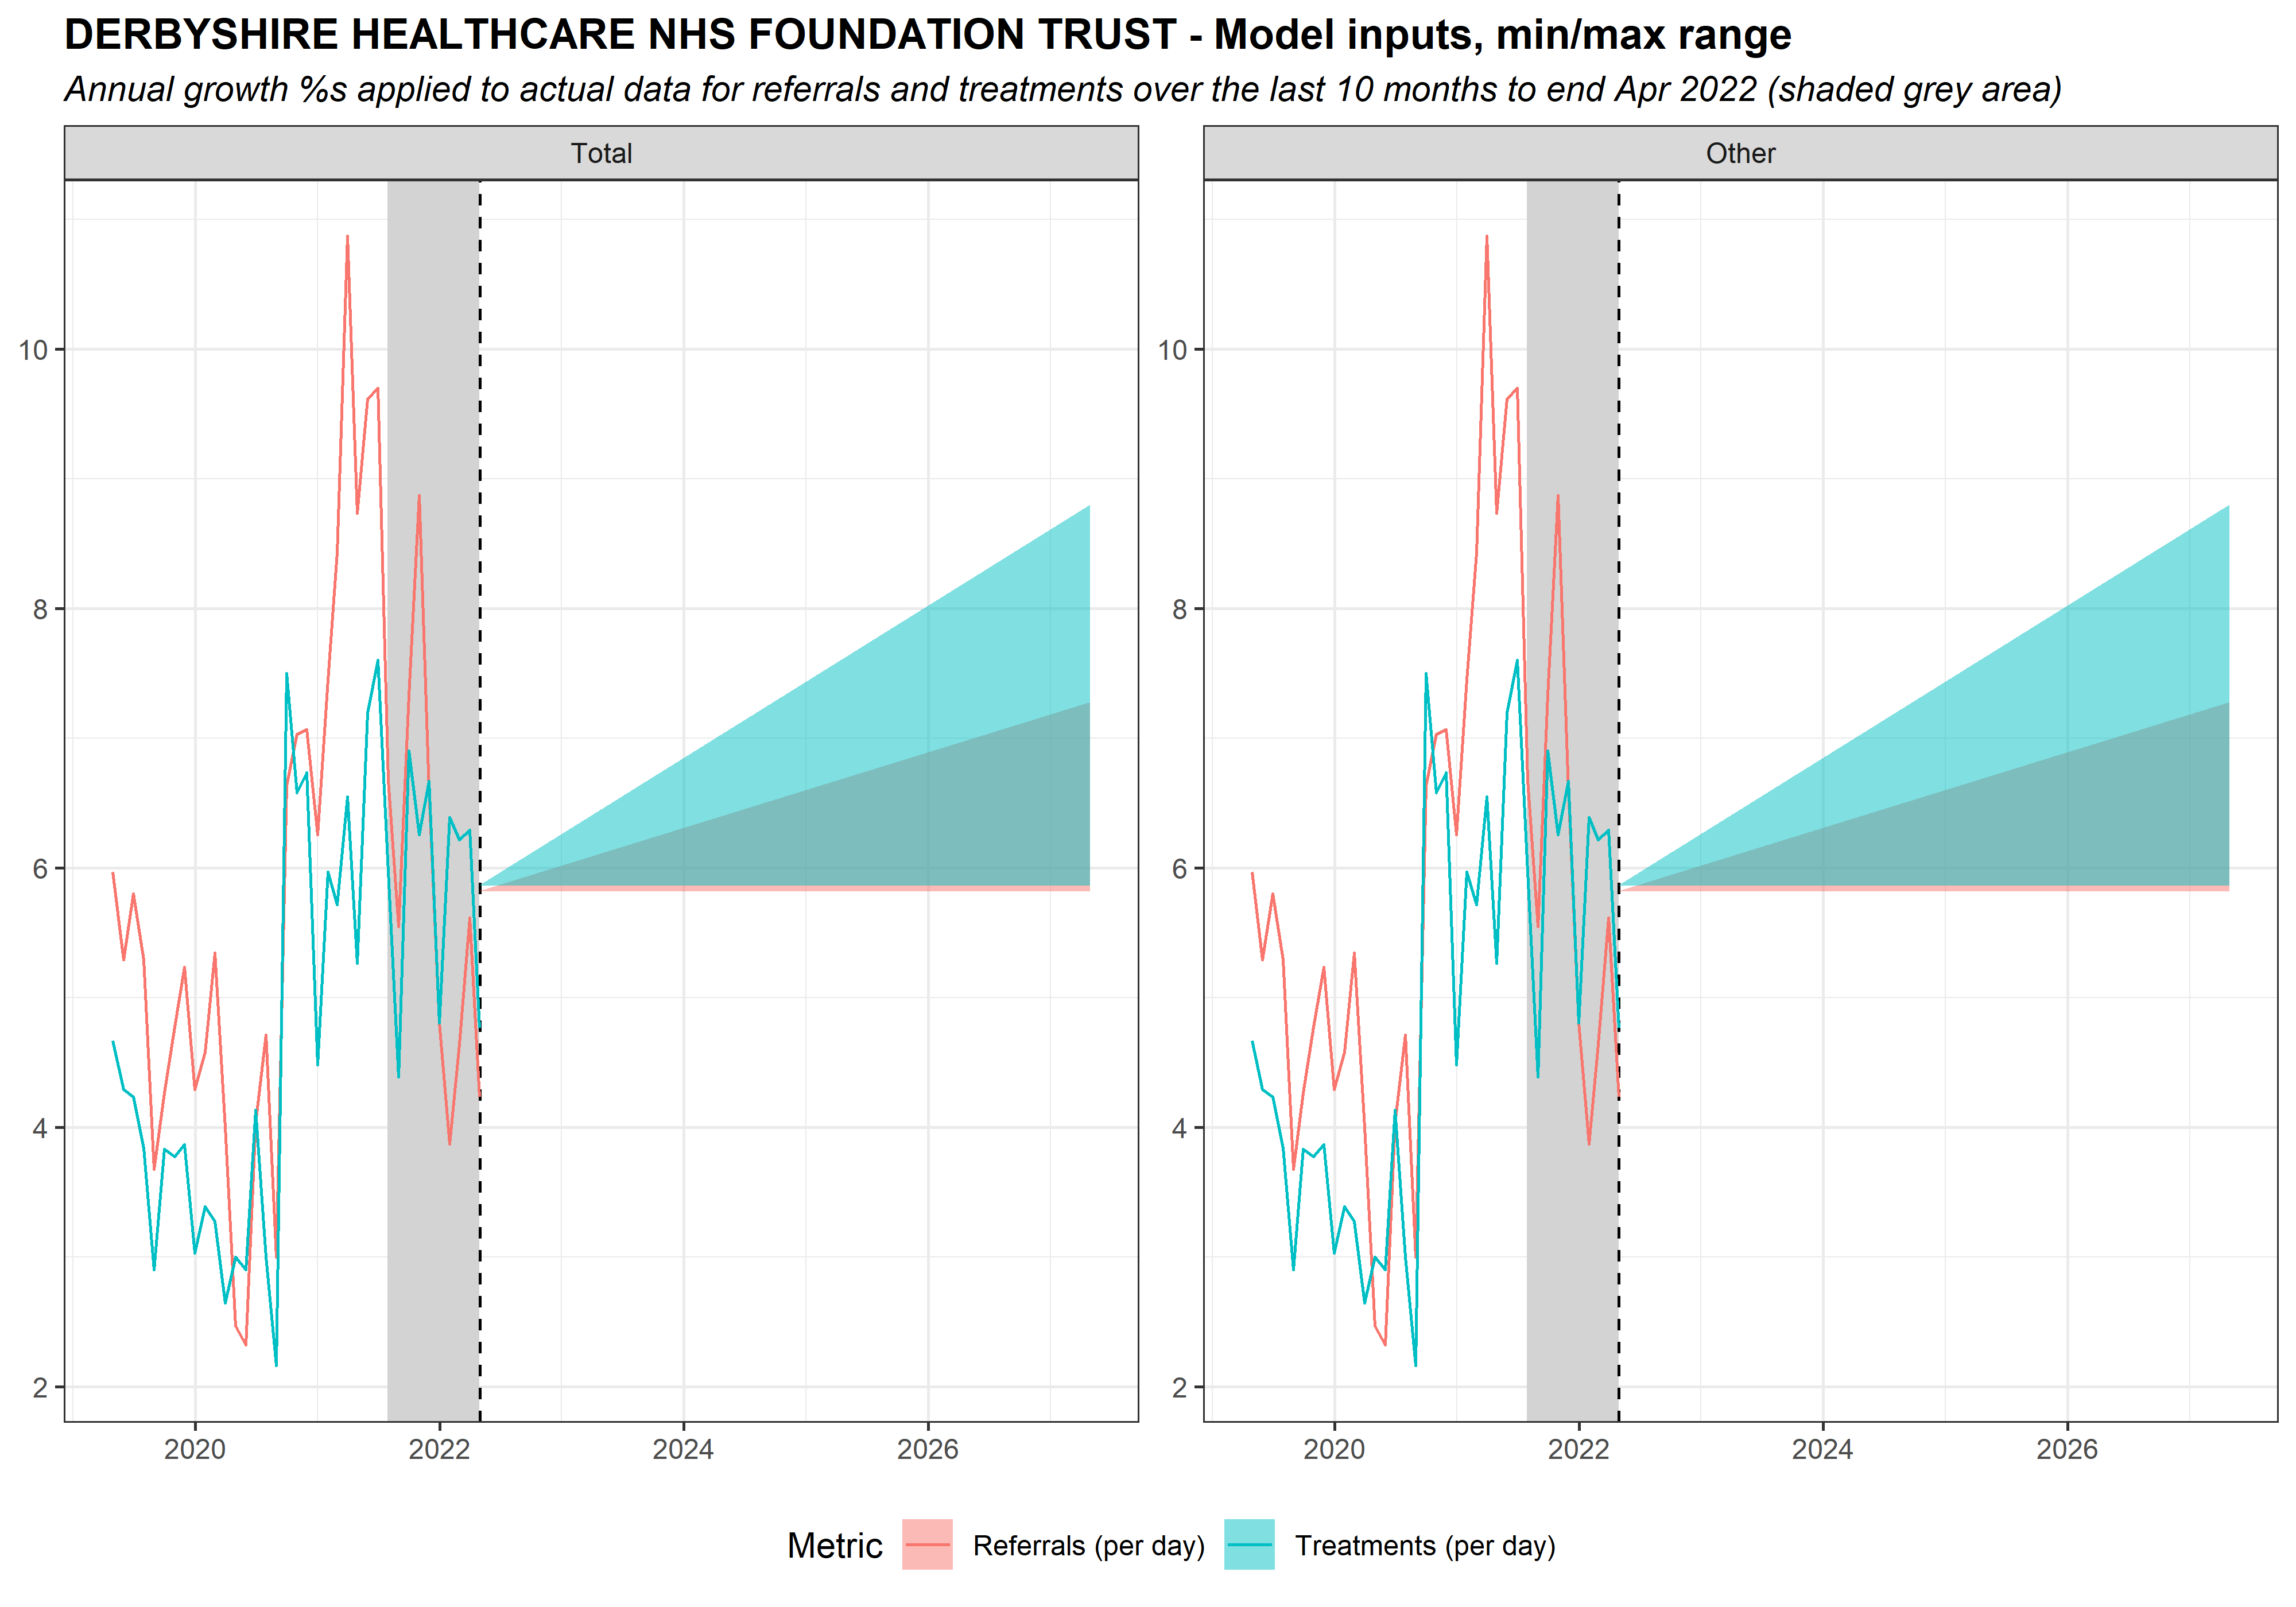 DERBYSHIRE HEALTHCARE NHS FOUNDATION TRUST - Model inputs, min/max range
Annual growth %s applied to actual data for referrals and treatments over the last 10 months to end Apr 2022 (shaded grey area)
Total
Other
10
8
6
4
2
10
8
6
4
2
2020 2022 2024 2026
2020 2022 2024 2026
Metric Referrals (per day) Treatments (per day)